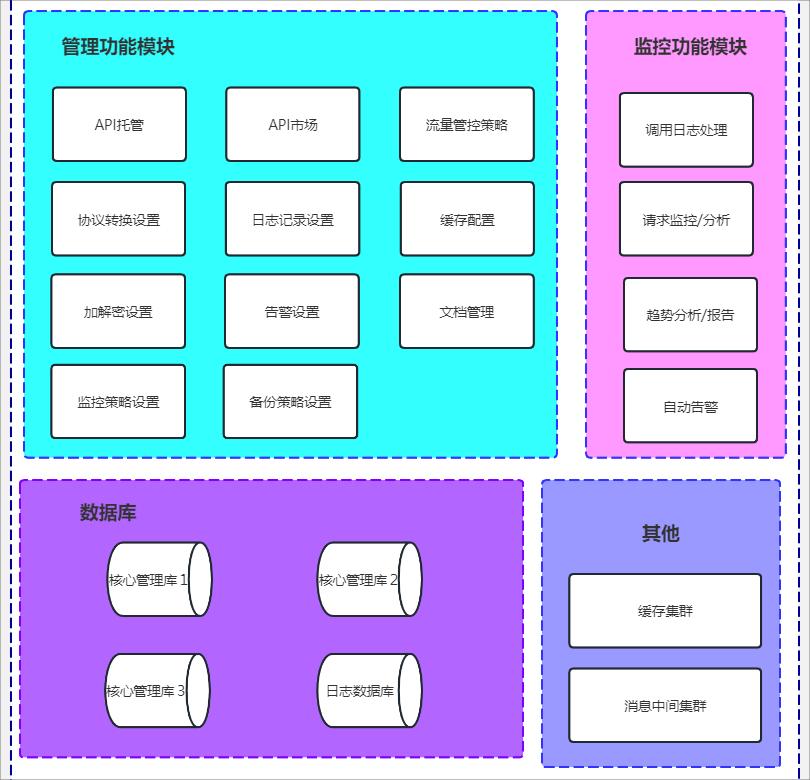 管理功能模块
API托管
API市场
流量管控策略
协议转换设置
日志记录设置
缓存配置
加解密设置
告警设置
文档管理
监控策略设置
备份策略设置
监控功能模块
调用日志处理
请求监控/分析
趋势分析/报告
自动告警
数据库
核心管理库1
核心管理库2
核心管理库3
日志数据库
其他
缓存集群
消息中间集群